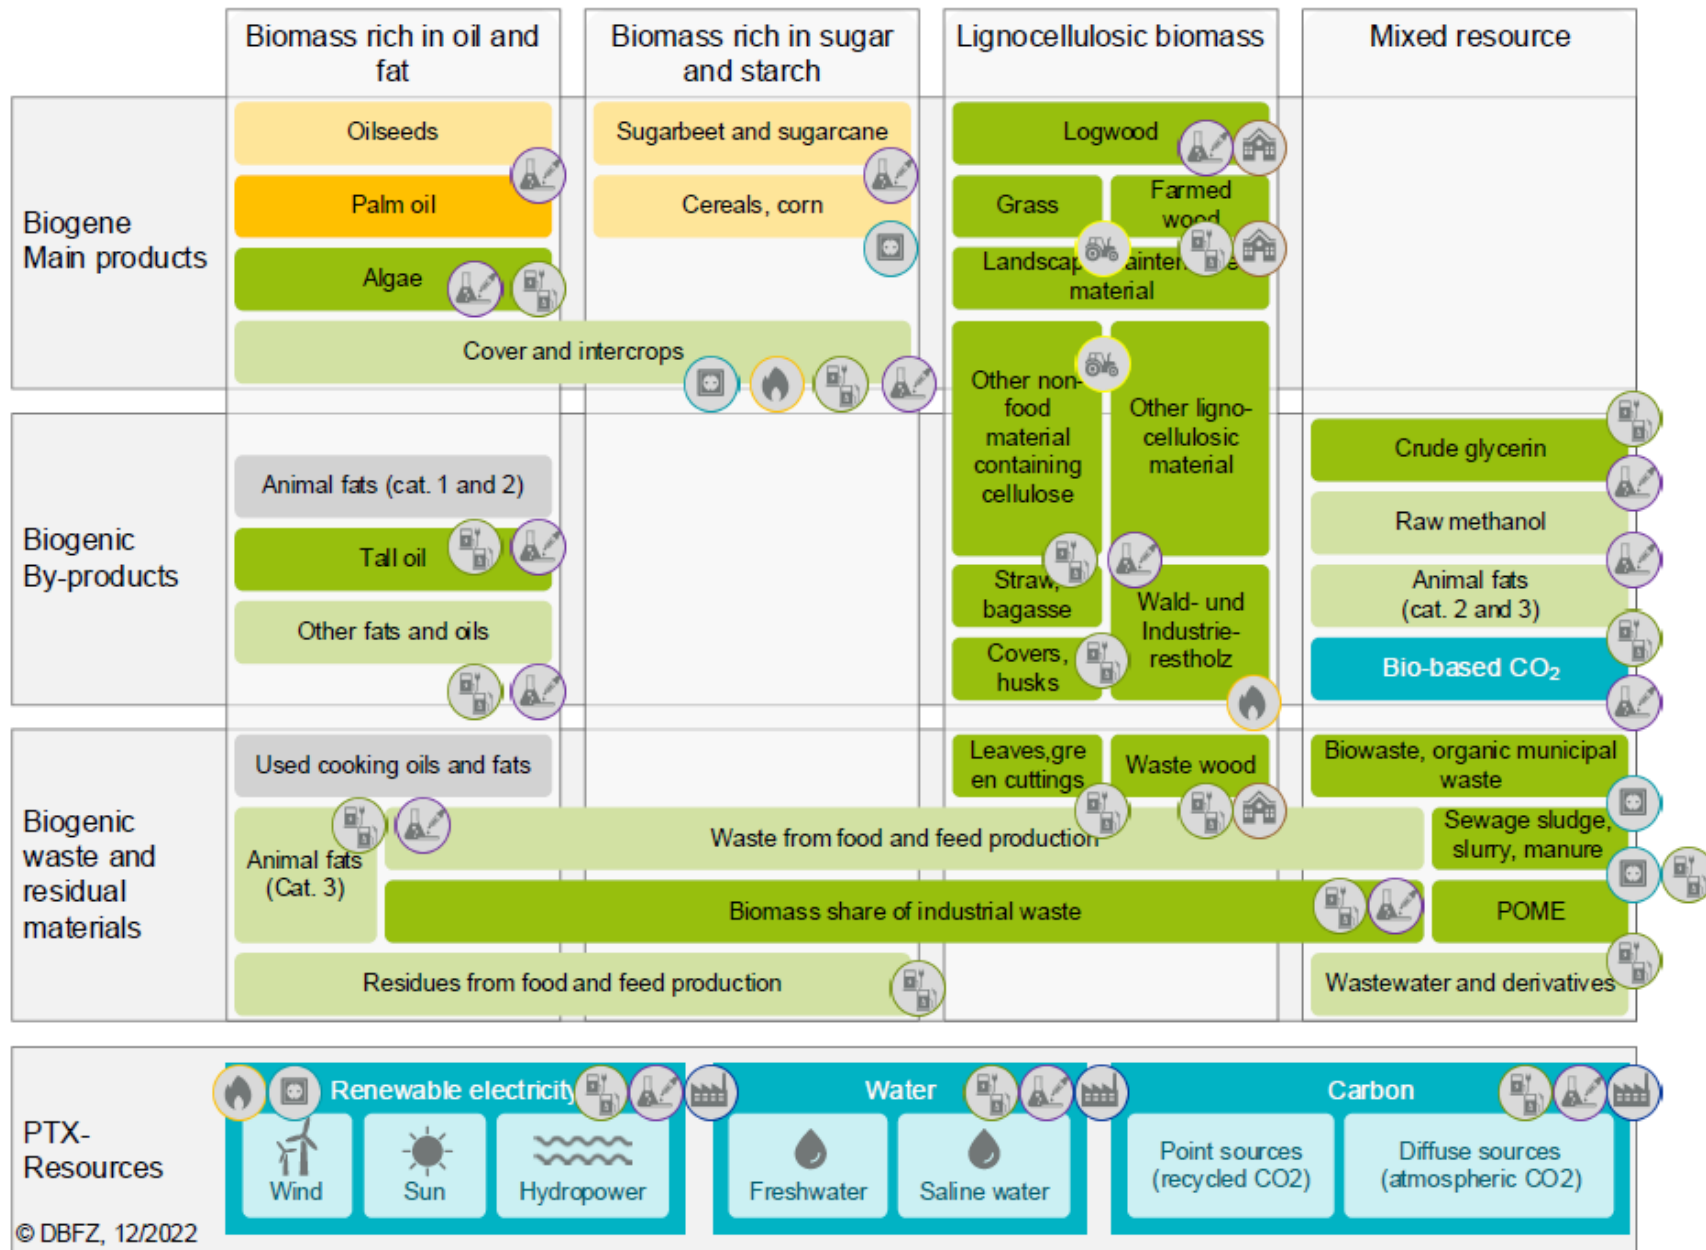 Biomass rich in oil and
fat
Biomass rich in sugar
and starch
Lignocellulosic biomass
Mixed resource
Biogene
Main products
Oilseeds
Palm oil
Algae
Cover and intercrops
Sugarbeet and sugarcane
Cereals, corn
Logwood
Grass
Farmed
wood
Landscape maintenance
material
Other non-
food
material
containing
cellulose
Other ligno-
cellulosic
material
Biogenic
By-products
Animal fats (cat. 1 and 2)
Tall oil
Other fats and oils
Straw,
bagasse
Covers,
husks
Wald- und
Industrie-
restholz
Crude glycerin
Raw methanol
Animal fats
(cat. 2 and 3)
Bio-based CO₂
Biogenic
waste and
residual
materials
Used cooking oils and fats
Leaves,gre
en cuttings
Waste wood
Biowaste, organic municipal
waste
Animal fats
(Cat. 3)
Waste from food and feed production
Sewage sludge,
slurry, manure
Biomass share of industrial waste
POME
Residues from food and feed production
Wastewater and derivatives
PTX-
Resources
Renewable electricity
Wind
Sun
Hydropower
Water
Freshwater
Saline water
Carbon
Point sources
(recycled CO2)
Diffuse sources
(atmospheric CO2)
© DBFZ, 12/2022